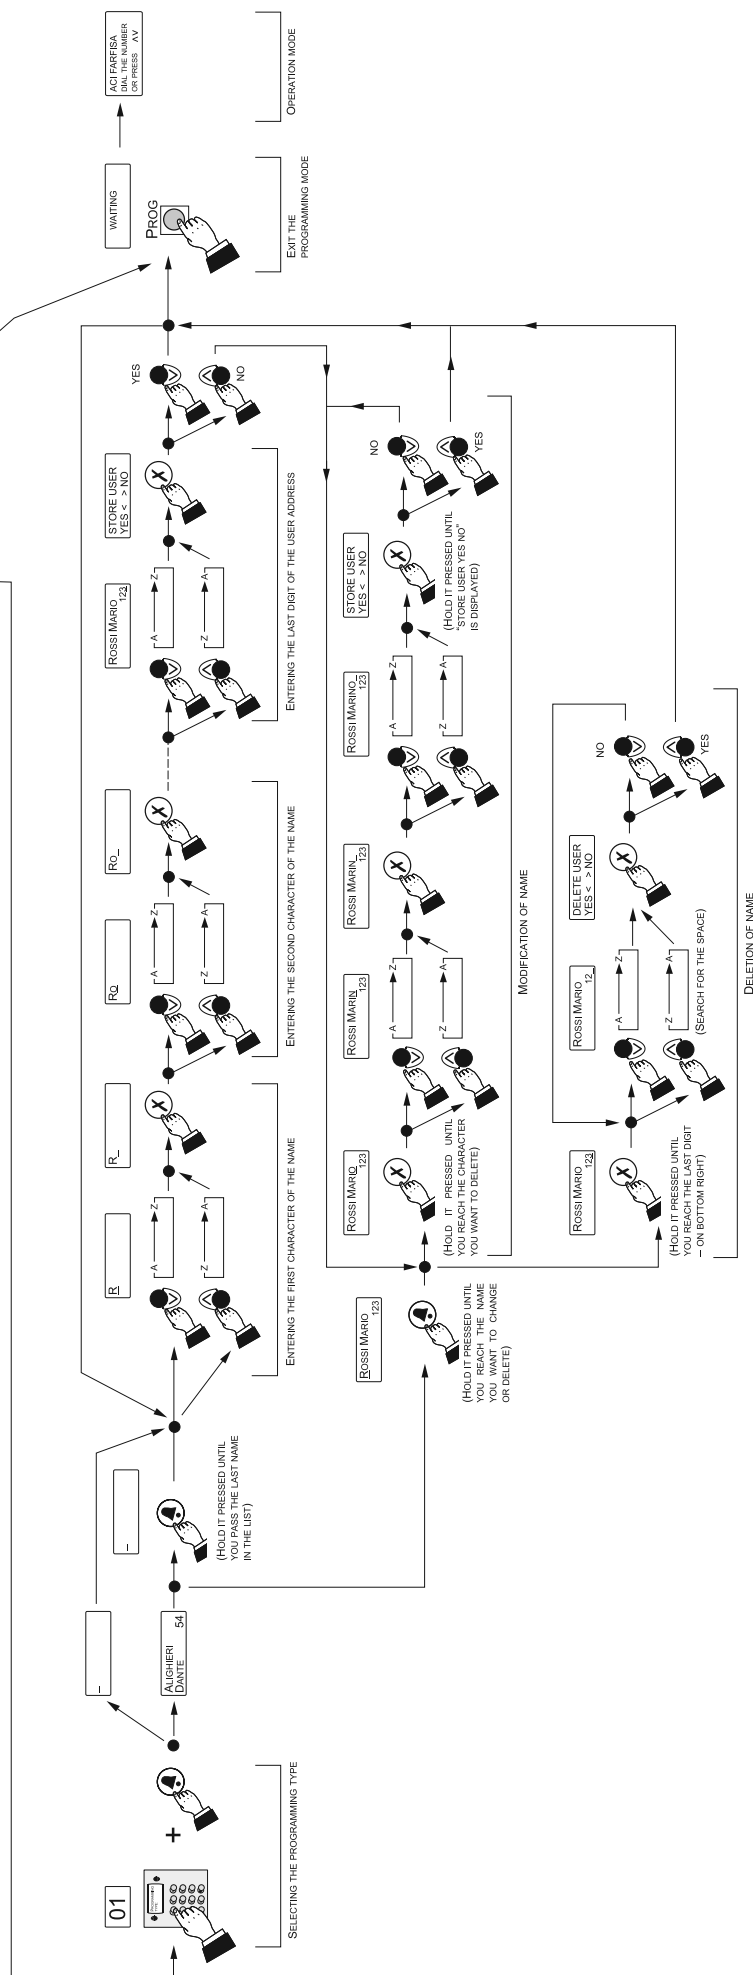 01
PROGRAMMING
TYPE
+
SELECTING THE PROGRAMMING TYPE
_
ALIGHIERI
DANTE 54
_
(HOLD IT PRESSED UNTIL
YOU PASS THE LAST NAME
IN THE LIST)
R
A Z
Z A
R_
X
ENTERING THE FIRST CHARACTER OF THE NAME
RO
A Z
Z A
RO_
X
ENTERING THE SECOND CHARACTER OF THE NAME
ROSSI MARIO
123
A Z
Z A
STORE USER
YES < > NO
X
ENTERING THE LAST DIGIT OF THE USER ADDRESS
YES
NO
WAITING
PROG
EXIT THE
PROGRAMMING MODE
ACI FARFISA
DIAL THE NUMBER
OR PRESS ΛV
OPERATION MODE
ROSSI MARIO
123
(HOLD IT PRESSED UNTIL
YOU REACH THE NAME
YOU WANT TO CHANGE
OR DELETE)
ROSSI MARIO
123
X
(HOLD IT PRESSED UNTIL
YOU REACH THE CHARACTER
YOU WANT TO DELETE)
ROSSI MARIN
123
A Z
Z A
ROSSI MARIN_
123
X
ROSSI MARINO_
123
A Z
Z A
STORE USER
YES < > NO
X
(HOLD IT PRESSED UNTIL
"STORE USER YES NO"
IS DISPLAYED)
NO
YES
MODIFICATION OF NAME
ROSSI MARIO
123
X
(HOLD IT PRESSED UNTIL
YOU REACH THE LAST DIGIT
– ON BOTTOM RIGHT)
ROSSI MARIO
12_
A Z
Z A
(SEARCH FOR THE SPACE)
DELETE USER
YES < > NO
X
NO
YES
DELETION OF NAME